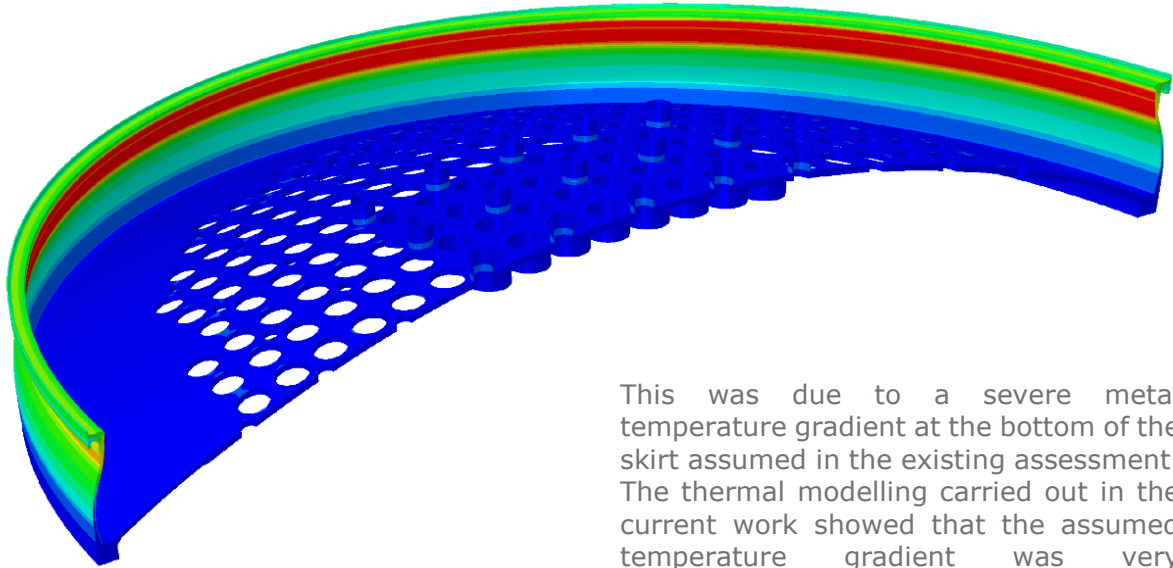 This was due to a severe meta
temperature gradient at the bottom of the
skirt assumed in the existing assessment
The thermal modelling carried out in the
current work showed that the assumed
temperature gradient was very